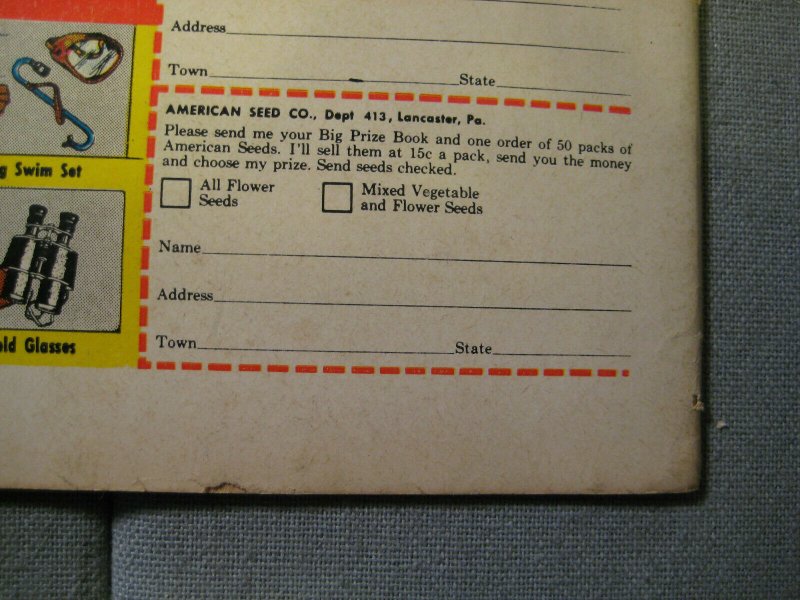 Address
Town State
AMERICAN SEED CO., Dept 413, Lancaster, Pa.
Please send me your Big Prize Book and one order of 50 packs of
American Seeds. I'll sell them at 15c a pack, send you the money
and choose my prize. Send seeds checked.
All Flower
Seeds
Mixed Vegetable
and Flower Seeds
Name
Address
Town State
Swim Set
Glasses